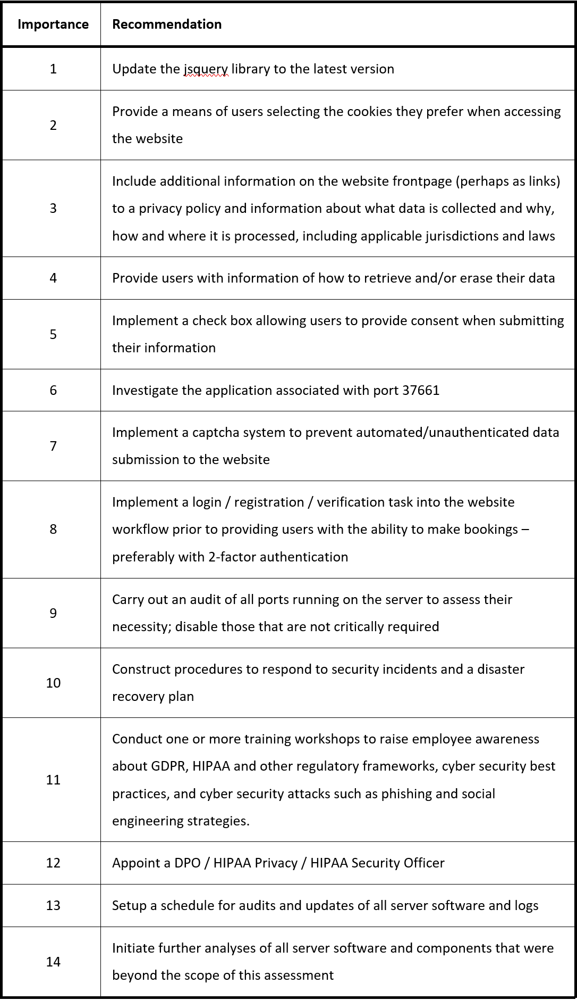 Importance Recommendation
1 Update the jsquery library to the latest version
2 Provide a means of users selecting the cookies they prefer when accessing
the website
3 Include additional information on the website frontpage (perhaps as links)
to a privacy policy and information about what data is collected and why,
how and where it is processed, including applicable jurisdictions and laws
4 Provide users with information of how to retrieve and/or erase their data
5 Implement a check box allowing users to provide consent when submitting
their information
6 Investigate the application associated with port 37661
7 Implement a captcha system to prevent automated/unauthenticated data
submission to the website
8 Implement a login / registration / verification task into the website
workflow prior to providing users with the ability to make bookings –
preferably with 2-factor authentication
9 Carry out an audit of all ports running on the server to assess their
necessity; disable those that are not critically required
10 Construct procedures to respond to security incidents and a disaster
recovery plan
11 Conduct one or more training workshops to raise employee awareness
about GDPR, HIPAA and other regulatory frameworks, cyber security best
practices, and cyber security attacks such as phishing and social
engineering strategies.
12 Appoint a DPO / HIPAA Privacy / HIPAA Security Officer
13 Setup a schedule for audits and updates of all server software and logs
14 Initiate further analyses of all server software and components that were
beyond the scope of this assessment